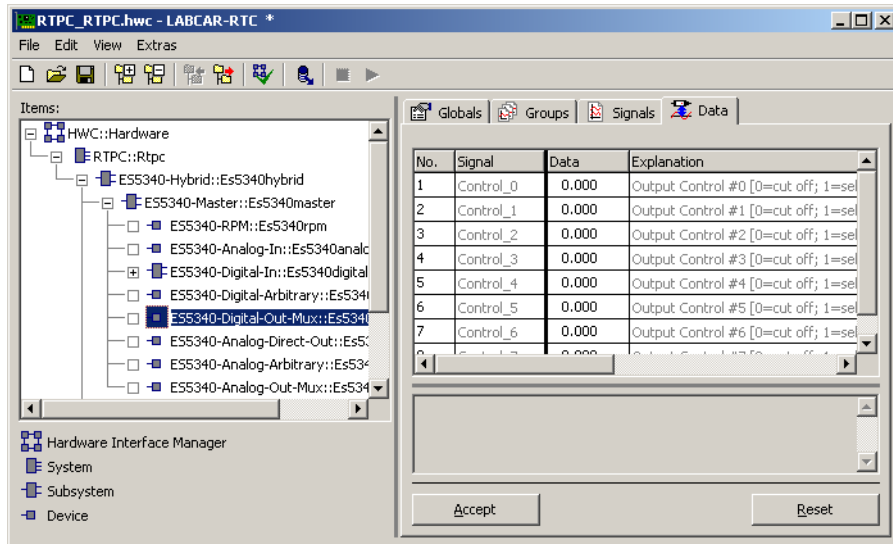 RTPC_RTPC.hwc - LABCAR-RTC *
File Edit View Extras
Items:
HWC::Hardware
RTPC::Rtpc
ES5340-Hybrid::Es5340hybrid
ES5340-Master::Es5340master
ES5340-RPM::Es5340rpm
ES5340-Analog-In::Es5340analo
ES5340-Digital-In::Es5340digital
ES5340-Digital-Arbitrary::Es534
ES5340-Digital-Out-Mux::Es5340
ES5340-Analog-Direct-Out::Es53
ES5340-Analog-Arbitrary::Es534
ES5340-Analog-Out-Mux::Es534
Hardware Interface Manager
System
Subsystem
Device
Globals Groups Signals Data
No. Signal Data Explanation
1 Control_0 0.000 Output Control #0 [0=cut off; 1=sel
2 Control_1 0.000 Output Control #1 [0=cut off; 1=sel
3 Control_2 0.000 Output Control #2 [0=cut off; 1=sel
4 Control_3 0.000 Output Control #3 [0=cut off; 1=sel
5 Control_4 0.000 Output Control #4 [0=cut off; 1=sel
6 Control_5 0.000 Output Control #5 [0=cut off; 1=sel
7 Control_6 0.000 Output Control #6 [0=cut off; 1=sel
Accept Reset